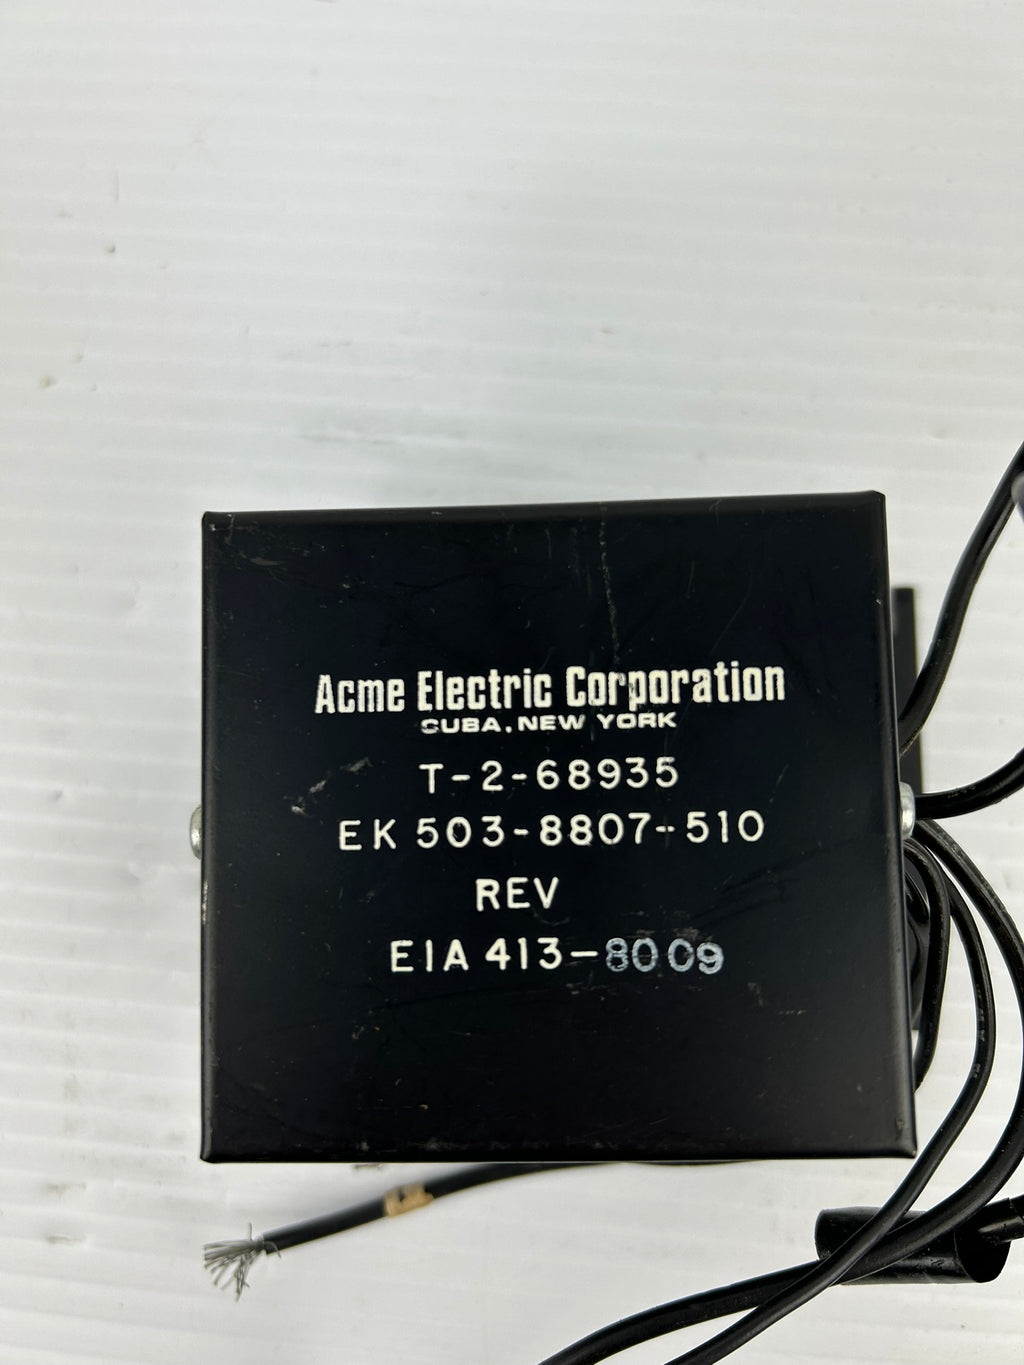 Acme Electric Corporation
CUBA, NEW YORK
T-2-68935
EK 503-8807-510
REV
EIA 413-8009